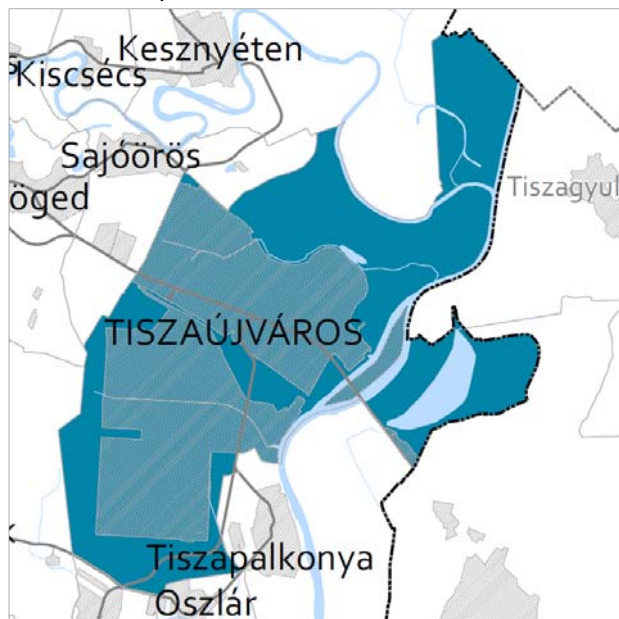 Kesznyéten
Kiscsécs
Sajóörös
öged
Tiszagyul
TISZAÚJVÁROS
Tiszapalkonya
Oszlár